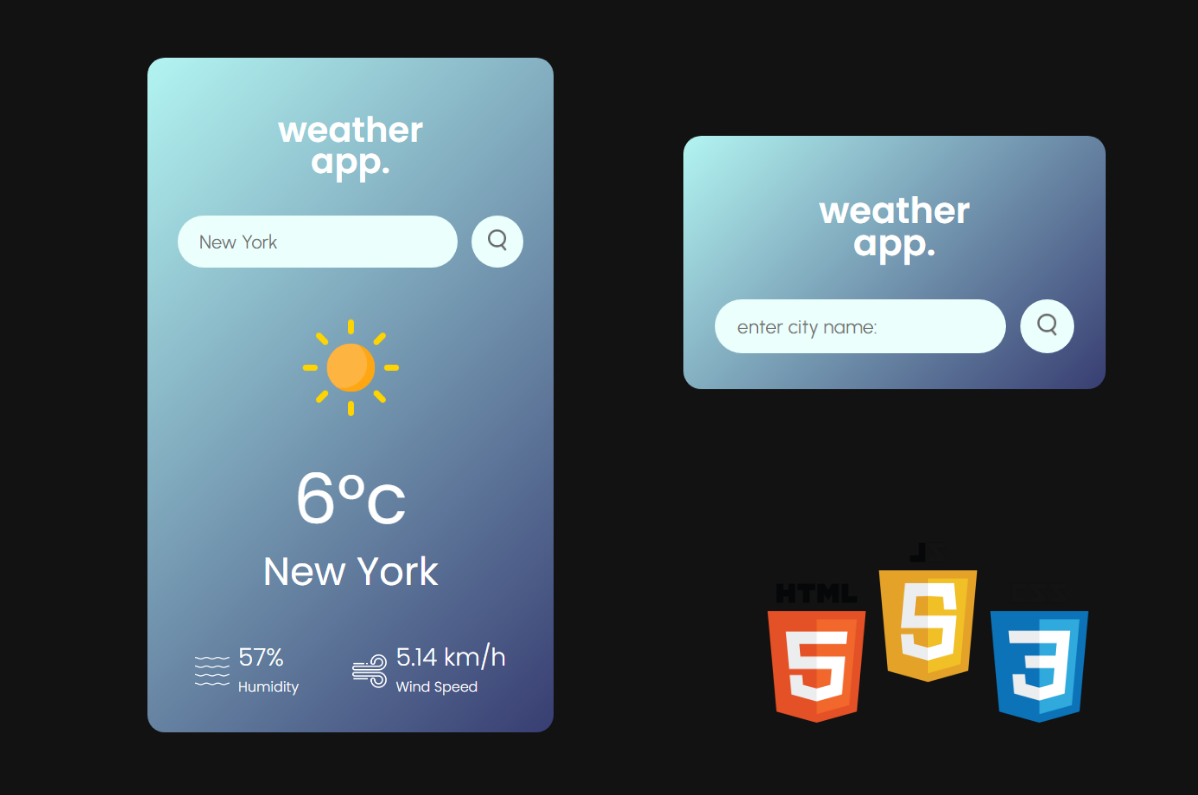 weather
app.
New York
6°c
New York
57%
Humidity
5.14 km/h
Wind Speed
weather
app.
enter city name:
HTML
5
JS
5
3